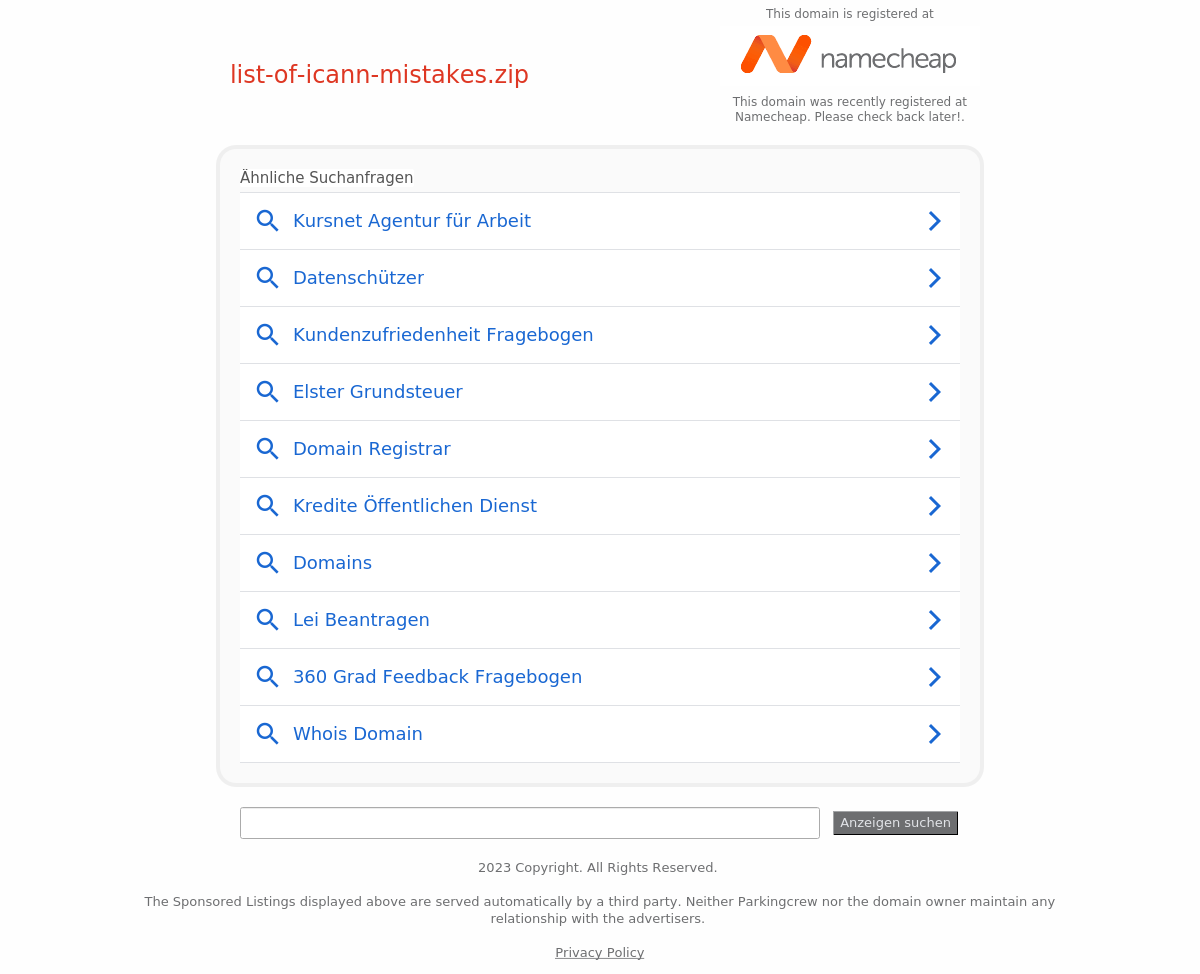 This domain is registered at
namecheap
list-of-icann-mistakes.zip
This domain was recently registered at
Namecheap. Please check back later!.
Ähnliche Suchanfragen
Kursnet Agentur für Arbeit
Datenschützer
Kundenzufriedenheit Fragebogen
Elster Grundsteuer
Domain Registrar
Kredite Öffentlichen Dienst
Domains
Lei Beantragen
360 Grad Feedback Fragebogen
Whois Domain
Anzeigen suchen
2023 Copyright. All Rights Reserved.
The Sponsored Listings displayed above are served automatically by a third party. Neither Parkingcrew nor the domain owner maintain any
relationship with the advertisers.
Privacy Policy